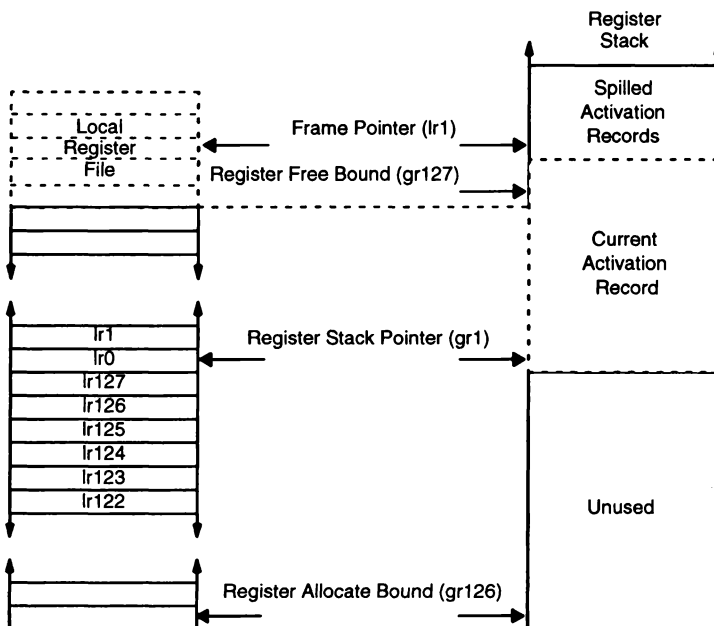 Register
Stack
Spilled
Activation
Records
Local
Register
File
Frame Pointer (lr1)
Register Free Bound (gr127)
Current
Activation
Record
lr1
lr0
lr127
lr126
lr125
lr124
lr123
lr122
Register Stack Pointer (gr1)
Unused
Register Allocate Bound (gr126)